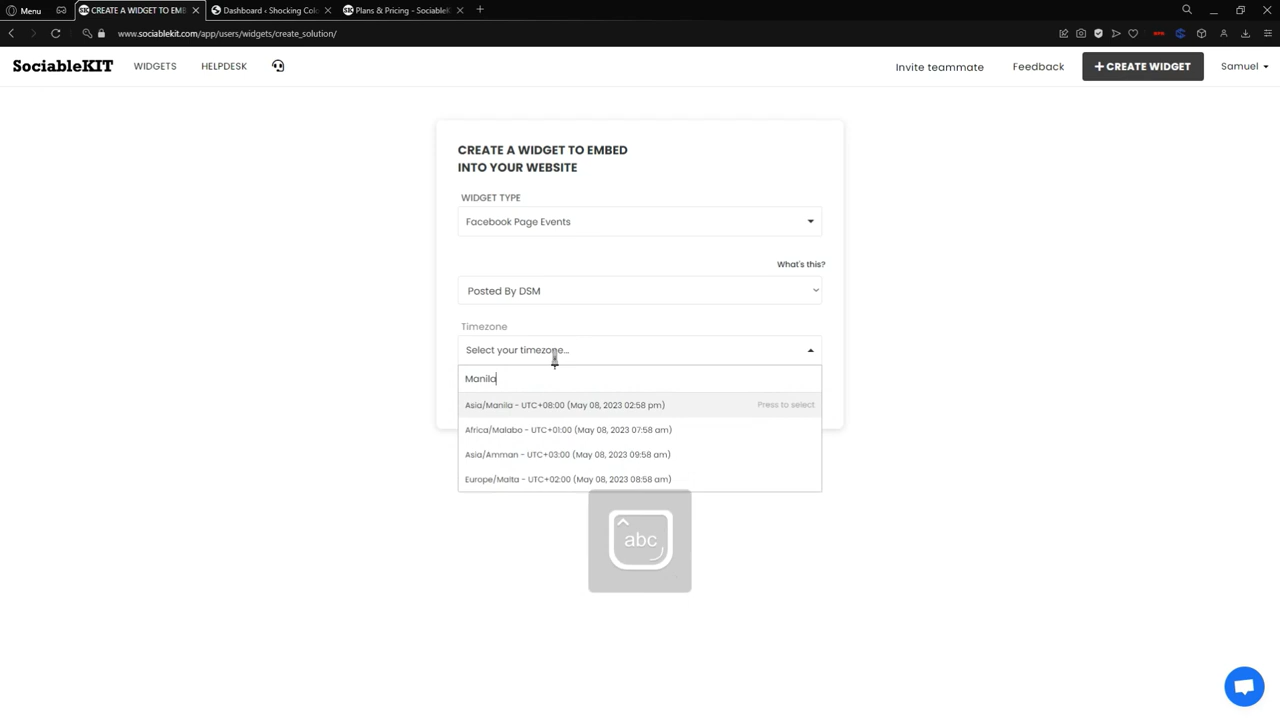 Menu
CREATE A WIDGET TO EMB
Dashboard ‹ Shocking Colo
Plans & Pricing - SociableK
www.sociablekit.com/app/users/widgets/create_solution/
SociableKIT
WIDGETS
HELPDESK
Invite teammate
Feedback
+ CREATE WIDGET
Samuel
CREATE A WIDGET TO EMBED
INTO YOUR WEBSITE
WIDGET TYPE
Facebook Page Events
What's this?
Posted By DSM
Timezone
Select your timezone...
Manila
Asia/Manila - UTC+08:00 (May 08, 2023 02:58 pm) Press to select
Africa/Malabo - UTC+01:00 (May 08, 2023 07:58 am)
Asia/Amman - UTC+03:00 (May 08, 2023 09:58 am)
Europe/Malta - UTC+02:00 (May 08, 2023 08:58 am)
abc